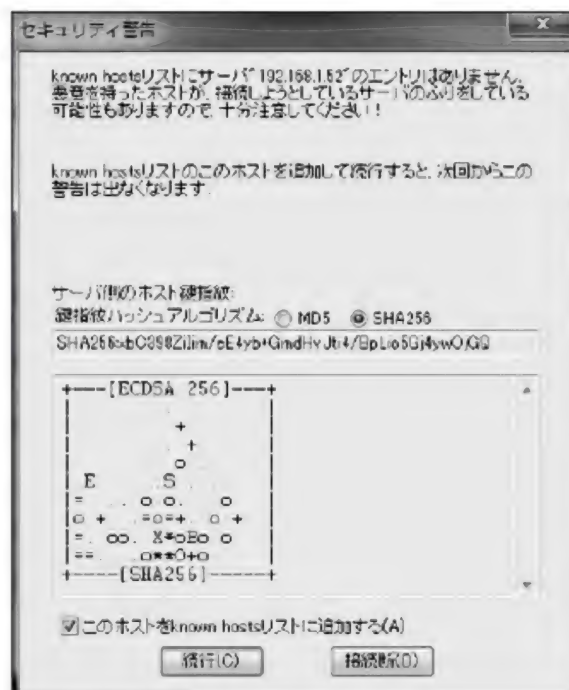 セキュリティ警告
known hostsリストにサーバ"192.168.1.52"のエントリはありません.
悪意を持ったホストが, 接続しようとしているサーバのふりをしている
可能性もありますので, 十分注意してください!
known hostsリストのこのホストを追加して続行すると, 次回からこの
警告は出なくなります.
サーバ側のホスト鍵指紋:
鍵指紋ハッシュアルゴリズム: MD5 SHA256
+---[ECDSA 256]---+
|      .          |
|        +        |
|       . +       |
|        o        |
| E     .S        |
|=   . o o.    o  |
|o +   .=o=+. o + |
|=. oo. X*oBo o   |
|==.   .o**O+o    |
+----[SHA256]-----+
このホストをknown hostsリストに追加する(A)
続行(C) 接続断(D)